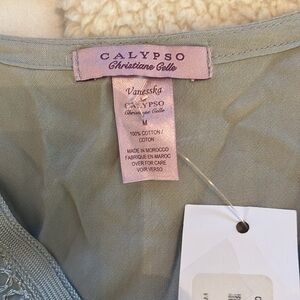 CALYPSO
Christiane Celle
Vanesska
CALYPSO
Christiane Celle
M
100% COTTON /
COTON
MADE IN MOROCCO
FABRIQUE EN MAROC
OVER FOR CARE
VOIR VERSO